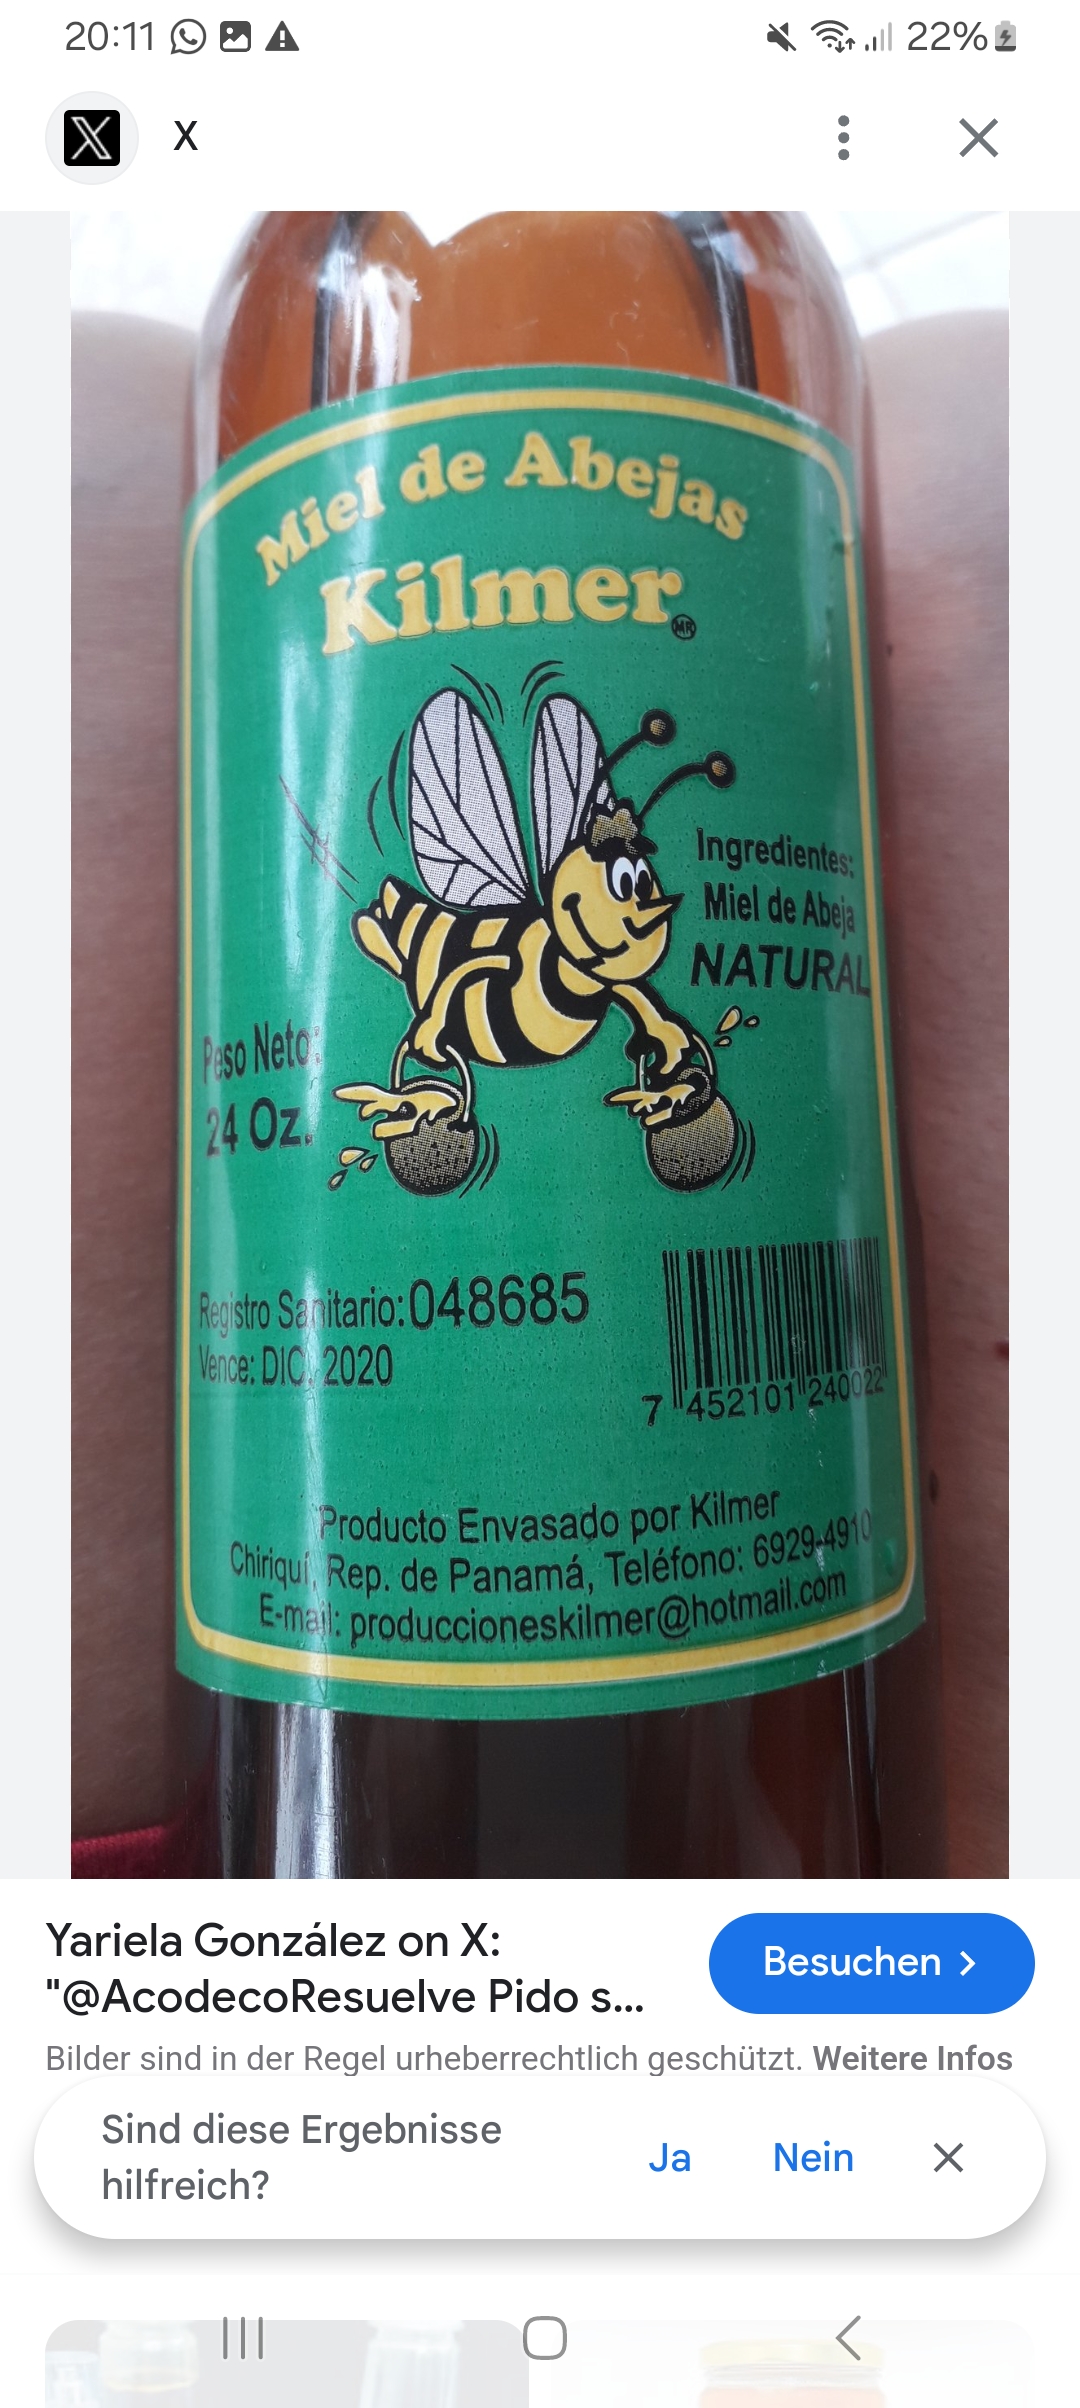 20:11
22%
X
Miel de Abejas
Kilmer
MR
Ingredientes:
Miel de Abeja
NATURAL
Peso Neto:
24 Oz.
Registro Sanitario: 048685
Vence: DIC. 2020
7 452101 240022
Producto Envasado por Kilmer
Chiriquí, Rep. de Panamá, Teléfono: 6929-4910
E-mail: produccioneskilmer@hotmail.com
Yariela González on X:
"@AcodecoResuelve Pido s...
Besuchen
Bilder sind in der Regel urheberrechtlich geschützt. Weitere Infos
Sind diese Ergebnisse
hilfreich?
Ja
Nein